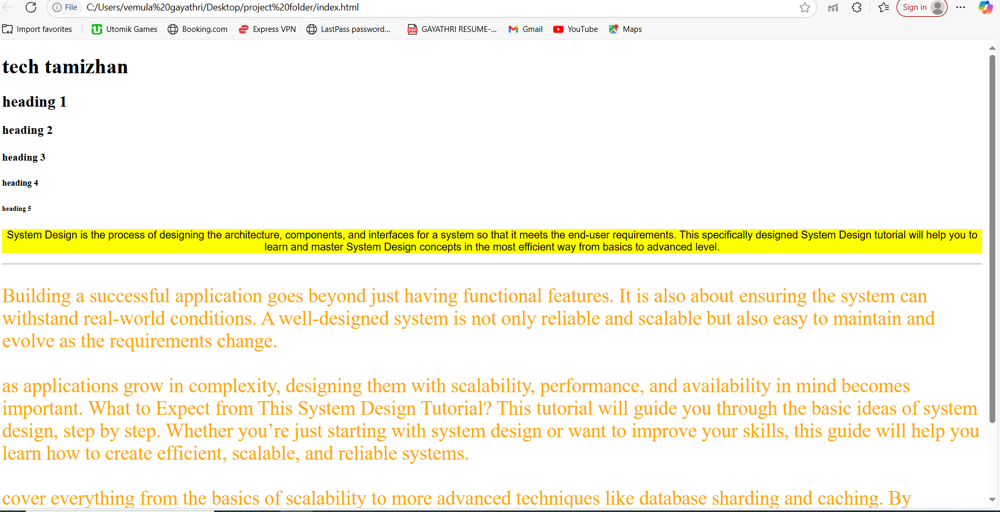 File C:/Users/vemula%20gayathri/Desktop/project%20folder/index.html Sign in
Import favorites Utomik Games Booking.com Express VPN LastPass password... PDF GAYATHRI RESUME-... Gmail YouTube Maps
tech tamizhan
heading 1
heading 2
heading 3
heading 4
heading 5
System Design is the process of designing the architecture, components, and interfaces for a system so that it meets the end-user requirements. This specifically designed System Design tutorial will help you to
learn and master System Design concepts in the most efficient way from basics to advanced level.
Building a successful application goes beyond just having functional features. It is also about ensuring the system can
withstand real-world conditions. A well-designed system is not only reliable and scalable but also easy to maintain and
evolve as the requirements change.
as applications grow in complexity, designing them with scalability, performance, and availability in mind becomes
important. What to Expect from This System Design Tutorial? This tutorial will guide you through the basic ideas of system
design, step by step. Whether you’re just starting with system design or want to improve your skills, this guide will help you
learn how to create efficient, scalable, and reliable systems.
cover everything from the basics of scalability to more advanced techniques like database sharding and caching. By